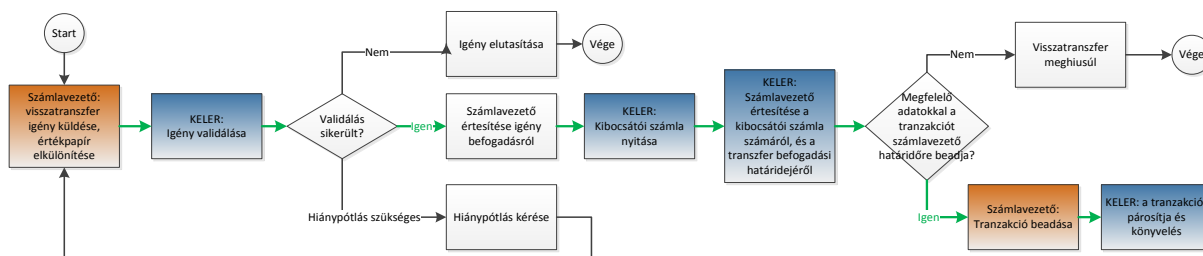 Start
Számlavezető:
visszatranszfer
igény küldése,
értékpapír
elkülönítése
KELER:
Igény validálása
Validálás
sikerült?
Nem
Igény elutasítása
Vége
Igen
Számlavezető
értesítése igény
befogadásról
KELER:
Kibocsátói számla
nyitása
KELER:
Számlavezető
értesítése a
kibocsátói számla
számáról, és a
transzfer befogadási
határidejéről
Hiánypótlás szükséges
Hiánypótlás kérése
Megfelelő
adatokkal a
tranzakciót
számlavezető
határidőre beadja?
Nem
Visszatranszfer
meghiusúl
Vége
Igen
Számlavezető:
Tranzakció beadása
KELER: a tranzakció
párosítja és
könyvelés